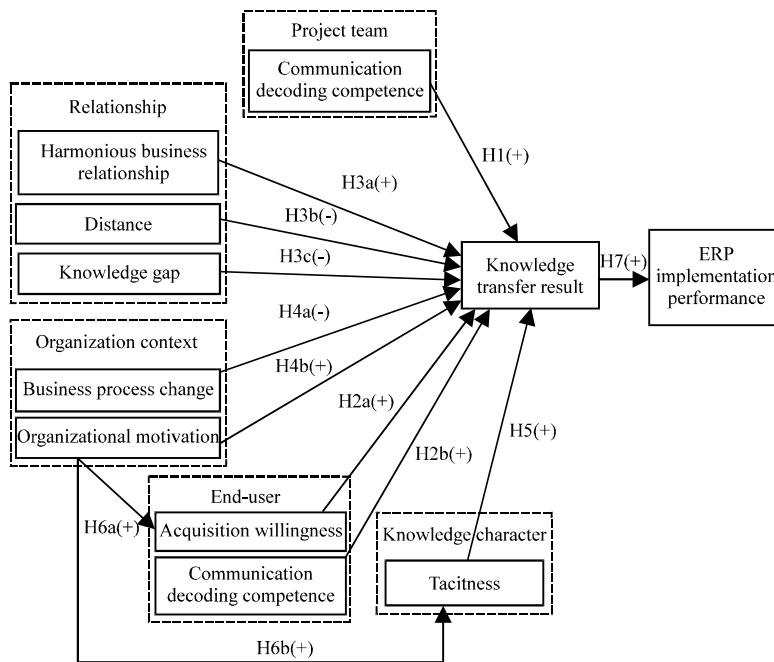 Project team
Communication
decoding competence
Relationship
Harmonious business
relationship
Distance
Knowledge gap
H1(+)
H3a(+)
H3b(-)
H3c(-)
Knowledge
transfer result
H7(+)
ERP
implementation
performance
Organization context
Business process change
Organizational motivation
H4a(-)
H4b(+)
H2a(+)
H2b(+)
H5(+)
H6a(+)
End-user
Acquisition willingness
Communication
decoding competence
Knowledge character
Tacitness
H6b(+)